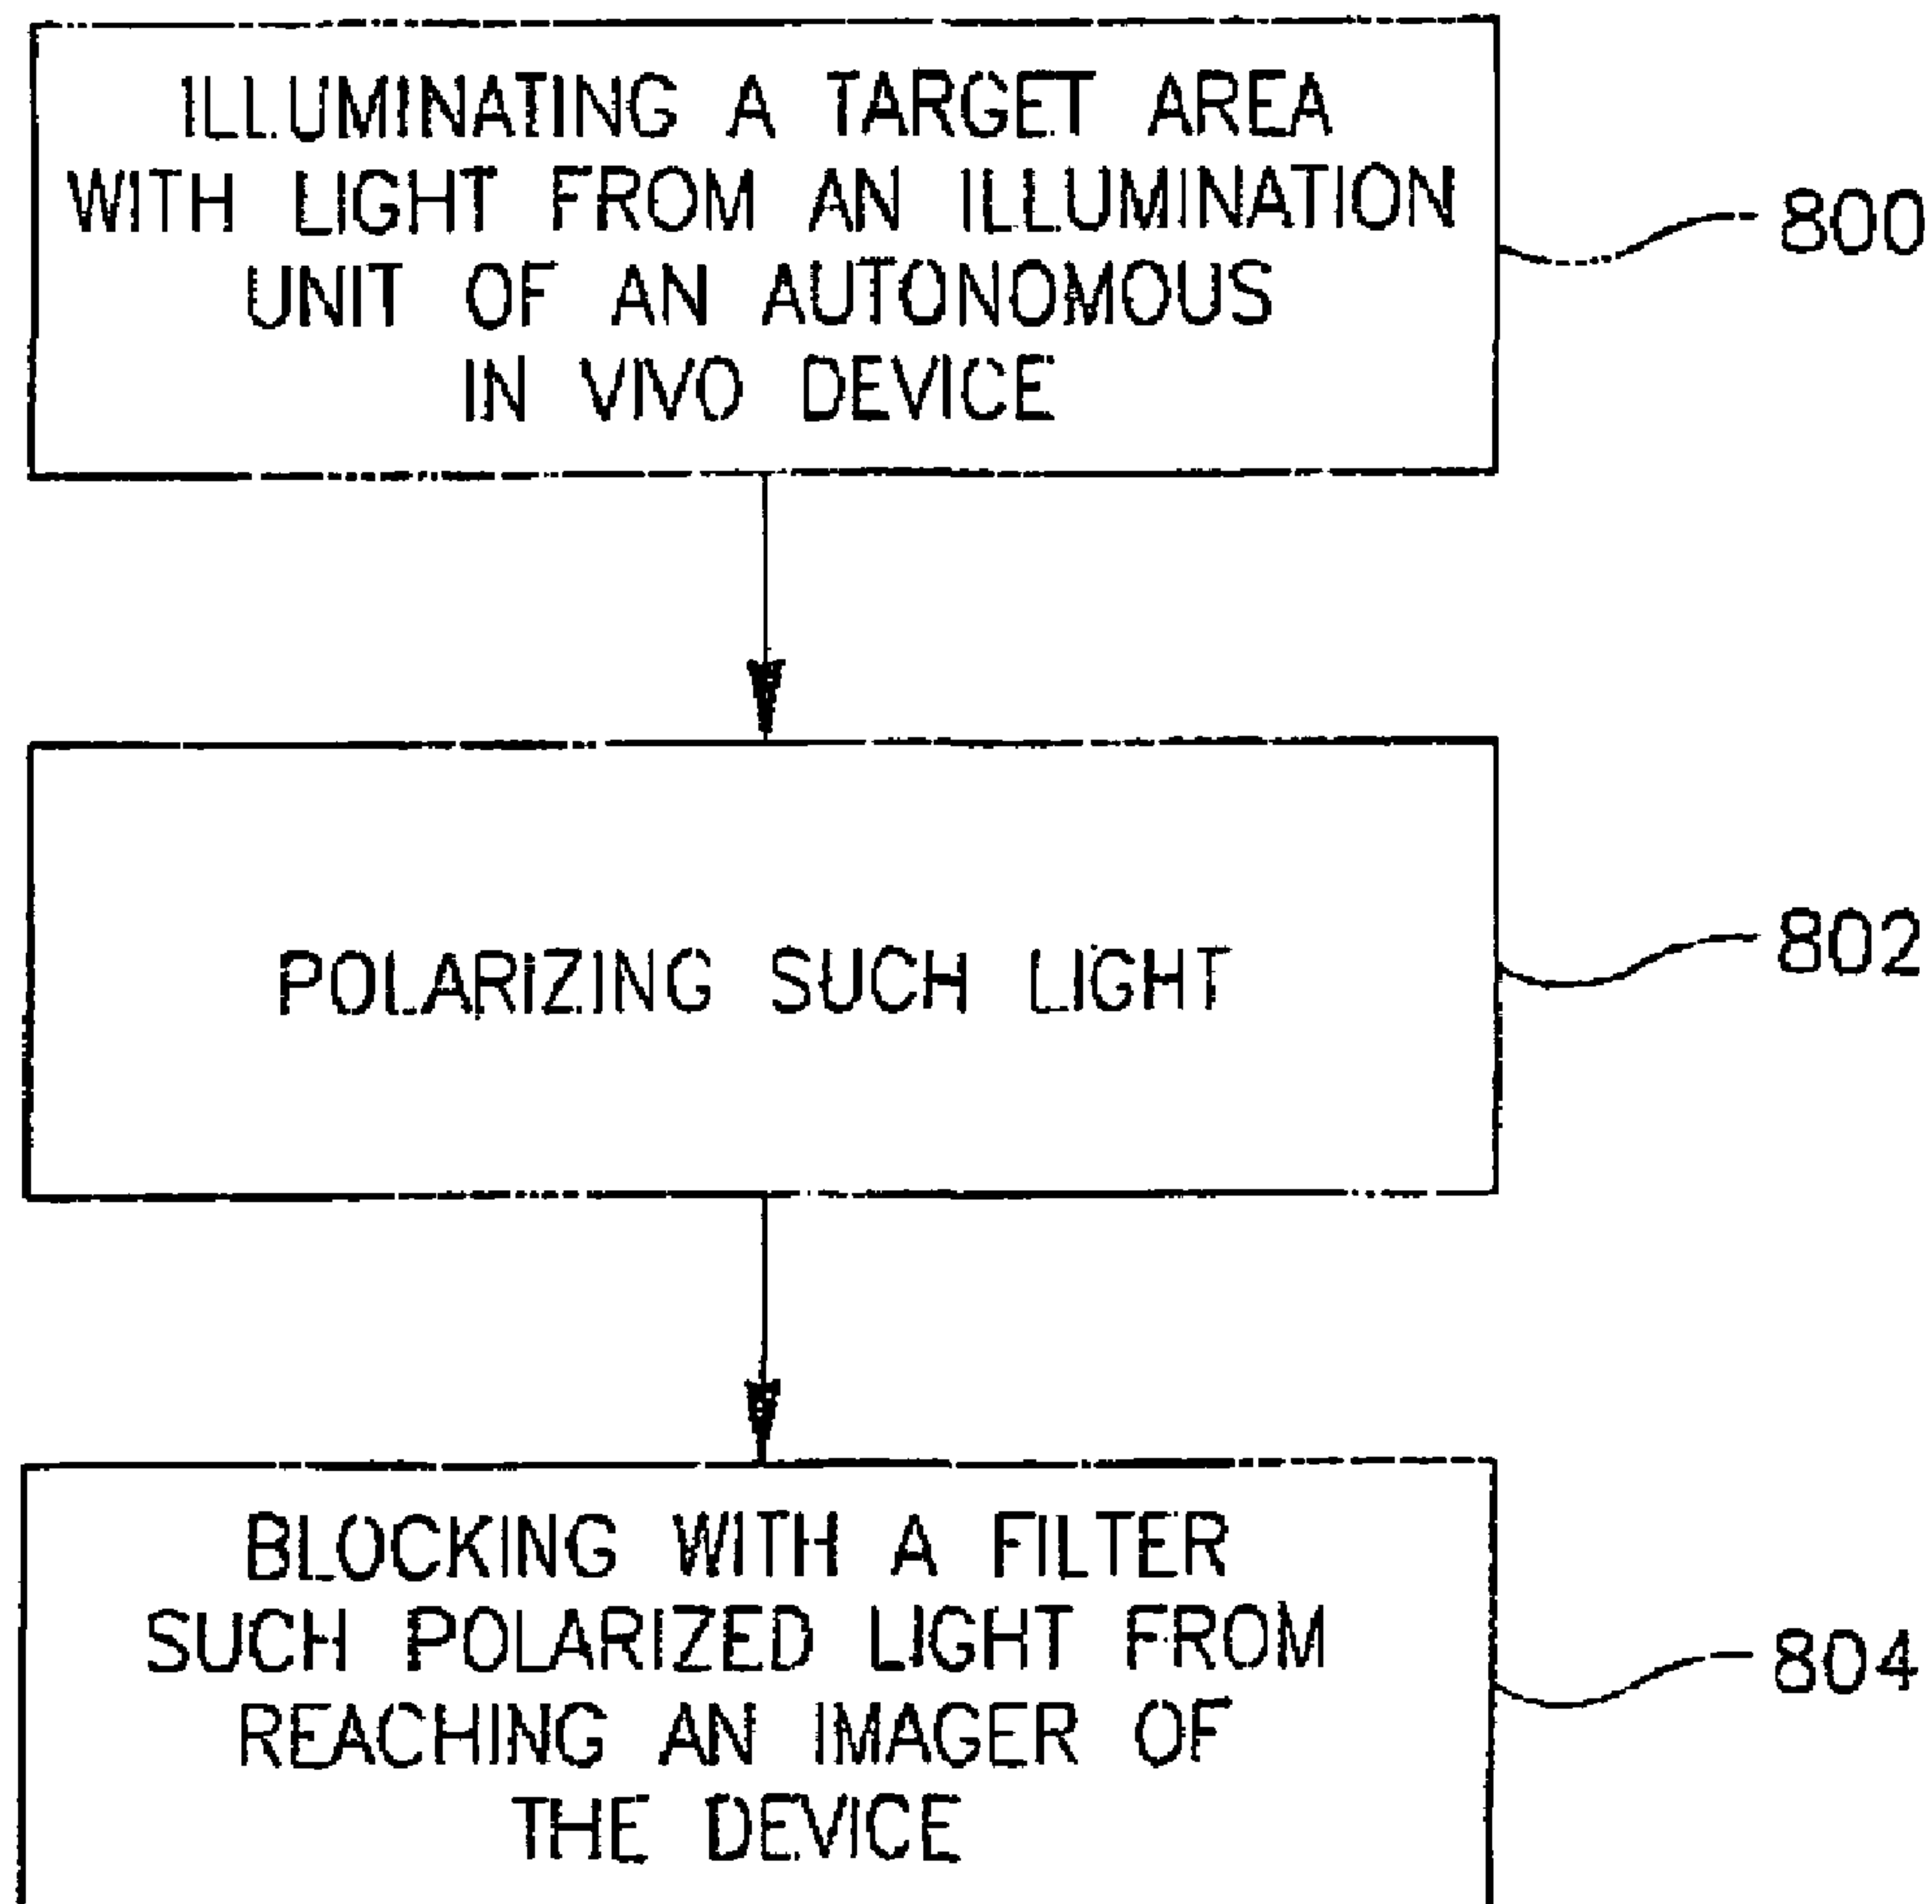 ILLUMINATING A TARGET AREA
WITH LIGHT FROM AN ILLUMINATION
UNIT OF AN AUTONOMOUS
IN VIVO DEVICE
800
POLARIZING SUCH LIGHT
802
BLOCKING WITH A FILTER
SUCH POLARIZED LIGHT FROM
REACHING AN IMAGER OF
THE DEVICE
804